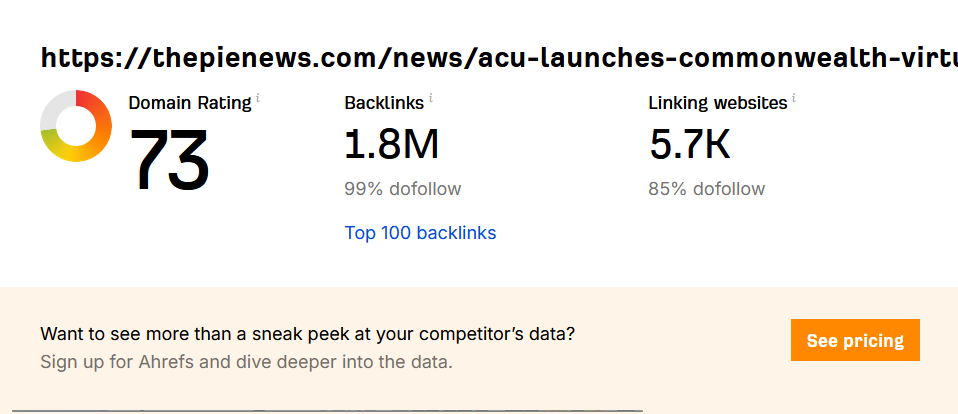 https://thepienews.com/news/acu-launches-commonwealth-virtu
Domain Rating i
73
Backlinks i
1.8M
99% dofollow
Top 100 backlinks
Linking websites i
5.7K
85% dofollow
Want to see more than a sneak peek at your competitor's data?
Sign up for Ahrefs and dive deeper into the data.
See pricing